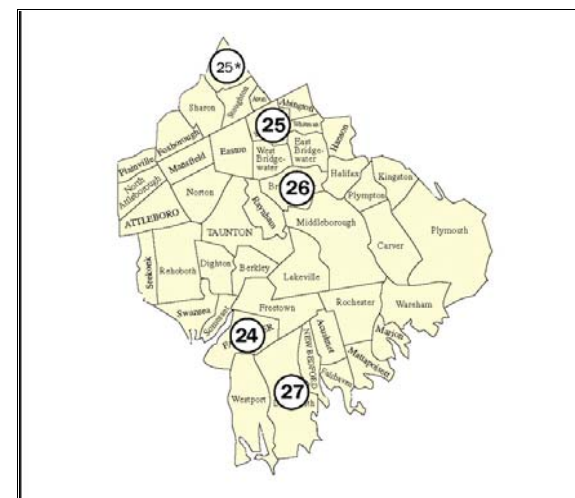 25*
Sharon
Stoughton
Avon
Abington
25
Whitman
Hanson
Foxborough
Mansfield
Easton
West
Bridge-
water
East
Bridge-
water
Plainville
North
Attleborough
26
Halifax
Kingston
Plympton
Norton
Raynham
Middleborough
Plymouth
ATTLEBORO
TAUNTON
Carver
Seekonk
Rehoboth
Dighton
Berkley
Lakeville
Swansea
Somerset
Freetown
Rochester
Wareham
24
Acushnet
Marion
Mattapoisett
NEW BEDFORD
Fairhaven
27
Westport